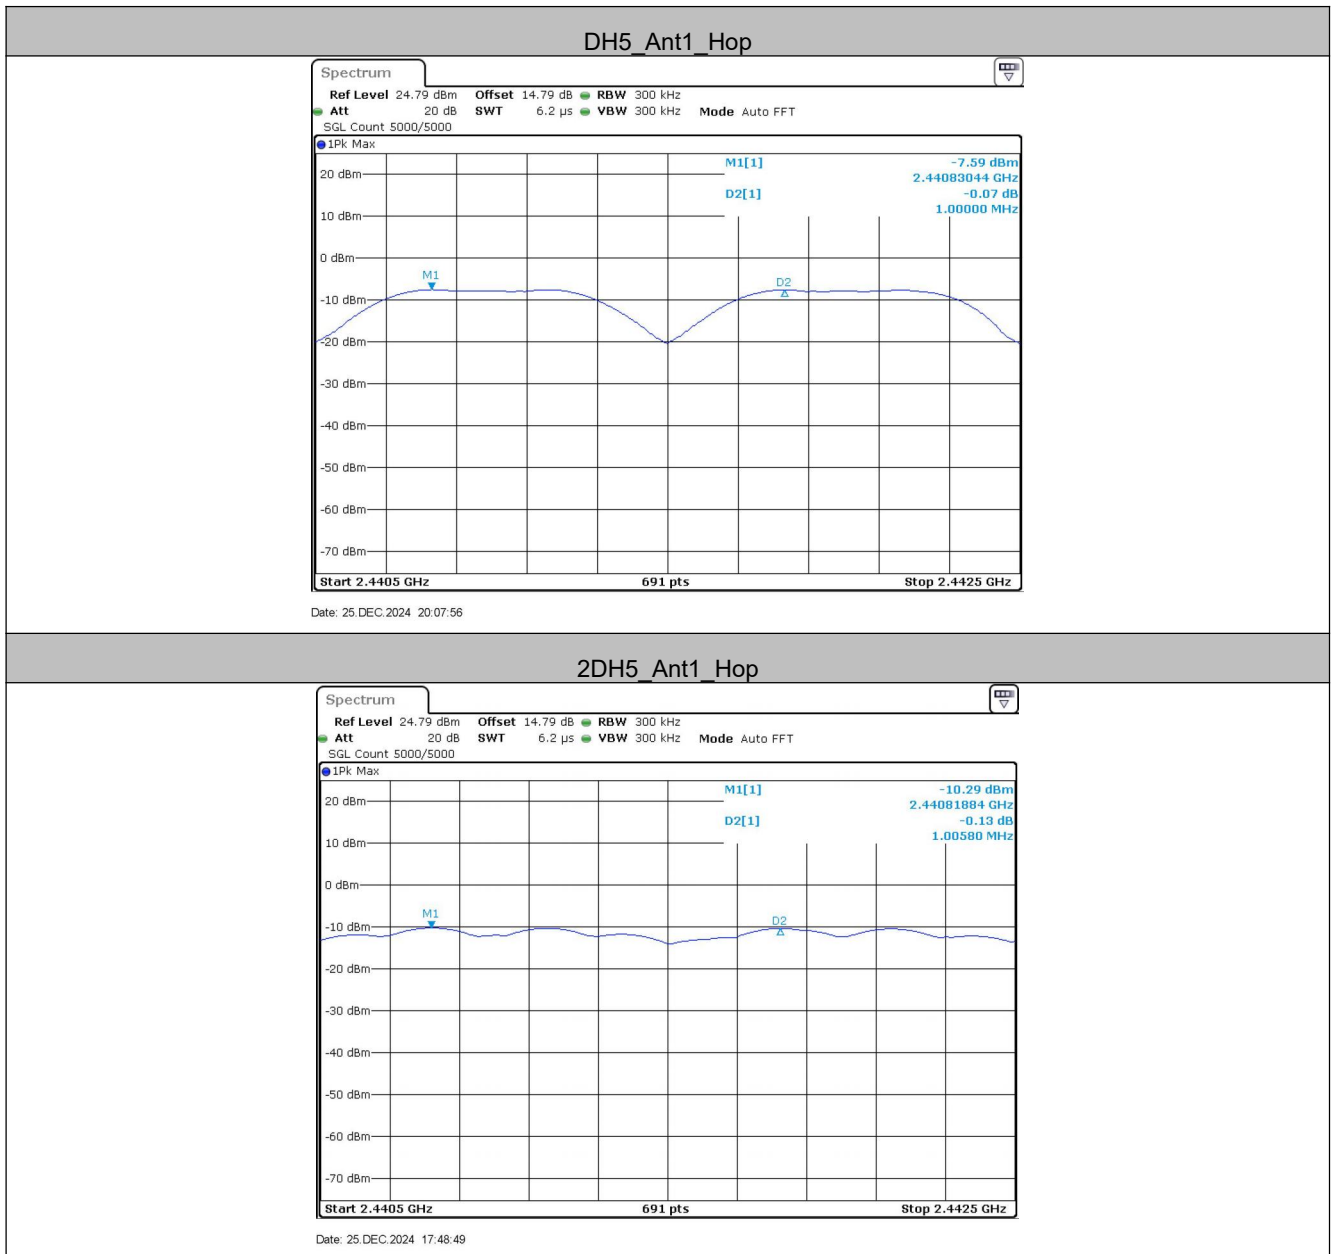 DH5_Ant1_Hop
Spectrum
Ref Level 24.79 dBm Offset 14.79 dB RBW 300 kHz
Att 20 dB SWT 6.2 µs VBW 300 kHz Mode Auto FFT
SGL Count 5000/5000
1Pk Max
M1[1] -7.59 dBm
2.44083044 GHz
D2[1] -0.07 dB
1.00000 MHz
20 dBm
10 dBm
0 dBm
M1
D2
-10 dBm
-20 dBm
-30 dBm
-40 dBm
-50 dBm
-60 dBm
-70 dBm
Start 2.4405 GHz 691 pts Stop 2.4425 GHz
Date: 25.DEC.2024 20:07:56
2DH5_Ant1_Hop
Spectrum
Ref Level 24.79 dBm Offset 14.79 dB RBW 300 kHz
Att 20 dB SWT 6.2 µs VBW 300 kHz Mode Auto FFT
SGL Count 5000/5000
1Pk Max
M1[1] -10.29 dBm
2.44081884 GHz
D2[1] -0.13 dB
1.00580 MHz
20 dBm
10 dBm
0 dBm
M1
D2
-10 dBm
-20 dBm
-30 dBm
-40 dBm
-50 dBm
-60 dBm
-70 dBm
Start 2.4405 GHz 691 pts Stop 2.4425 GHz
Date: 25.DEC.2024 17:48:49